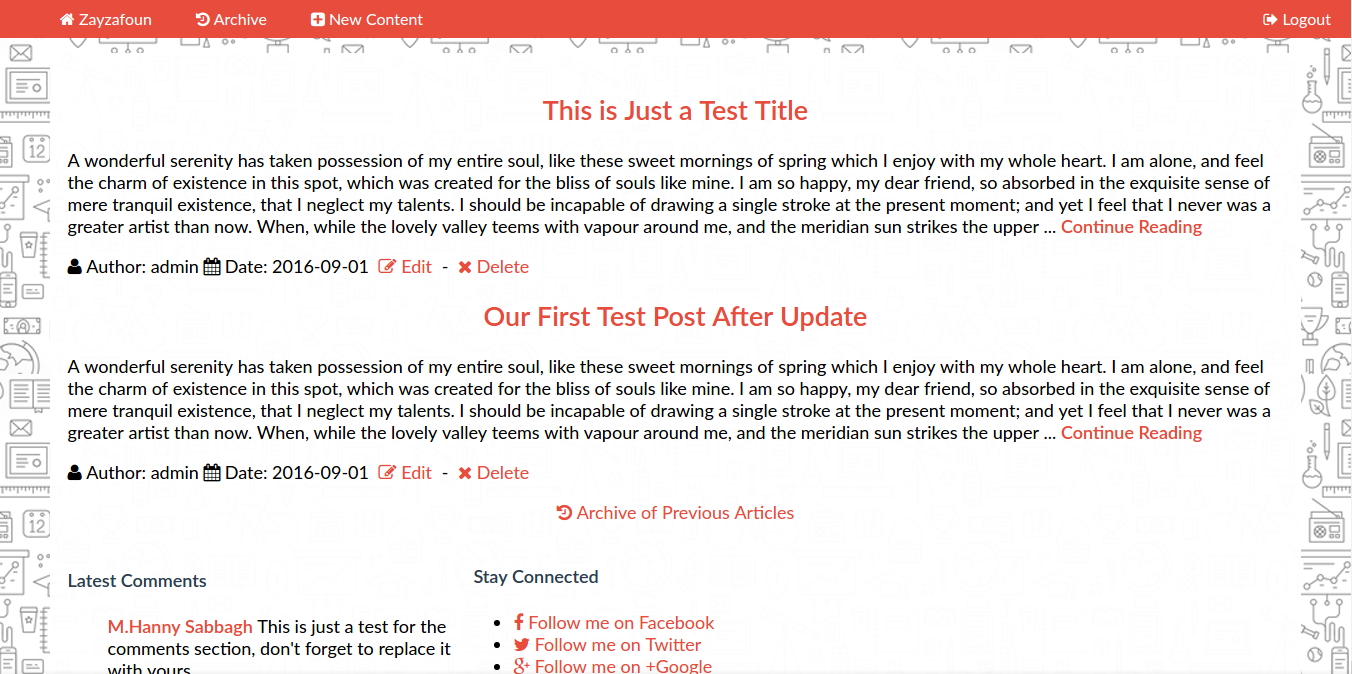 Zayzafoun Archive New Content Logout
This is Just a Test Title
A wonderful serenity has taken possession of my entire soul, like these sweet mornings of spring which I enjoy with my whole heart. I am alone, and feel
the charm of existence in this spot, which was created for the bliss of souls like mine. I am so happy, my dear friend, so absorbed in the exquisite sense of
mere tranquil existence, that I neglect my talents. I should be incapable of drawing a single stroke at the present moment; and yet I feel that I never was a
greater artist than now. When, while the lovely valley teems with vapour around me, and the meridian sun strikes the upper ... Continue Reading
Author: admin Date: 2016-09-01 Edit - Delete
Our First Test Post After Update
A wonderful serenity has taken possession of my entire soul, like these sweet mornings of spring which I enjoy with my whole heart. I am alone, and feel
the charm of existence in this spot, which was created for the bliss of souls like mine. I am so happy, my dear friend, so absorbed in the exquisite sense of
mere tranquil existence, that I neglect my talents. I should be incapable of drawing a single stroke at the present moment; and yet I feel that I never was a
greater artist than now. When, while the lovely valley teems with vapour around me, and the meridian sun strikes the upper ... Continue Reading
Author: admin Date: 2016-09-01 Edit - Delete
Archive of Previous Articles
Latest Comments
M.Hanny Sabbagh This is just a test for the
comments section, don't forget to replace it
with yours
Stay Connected
Follow me on Facebook
Follow me on Twitter
Follow me on +Google
12
12